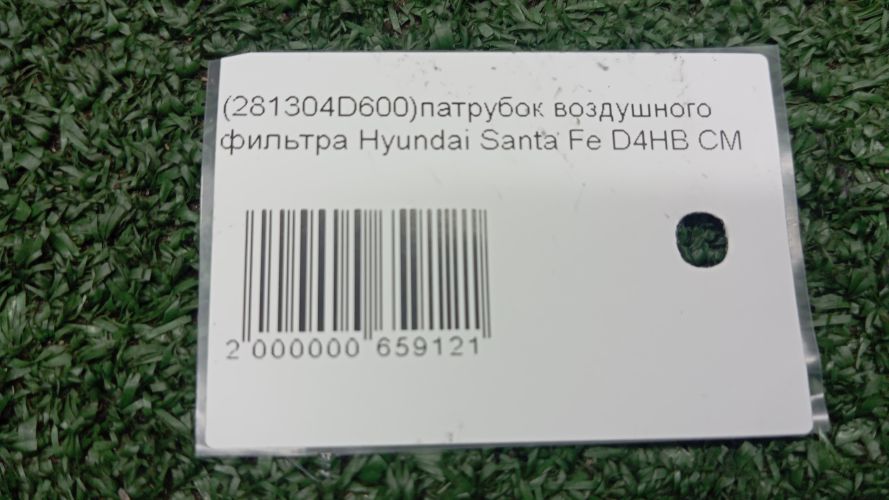 (281304D600)патрубок воздушного
фильтра Hyundai Santa Fe D4HB CM
2 000000 659121